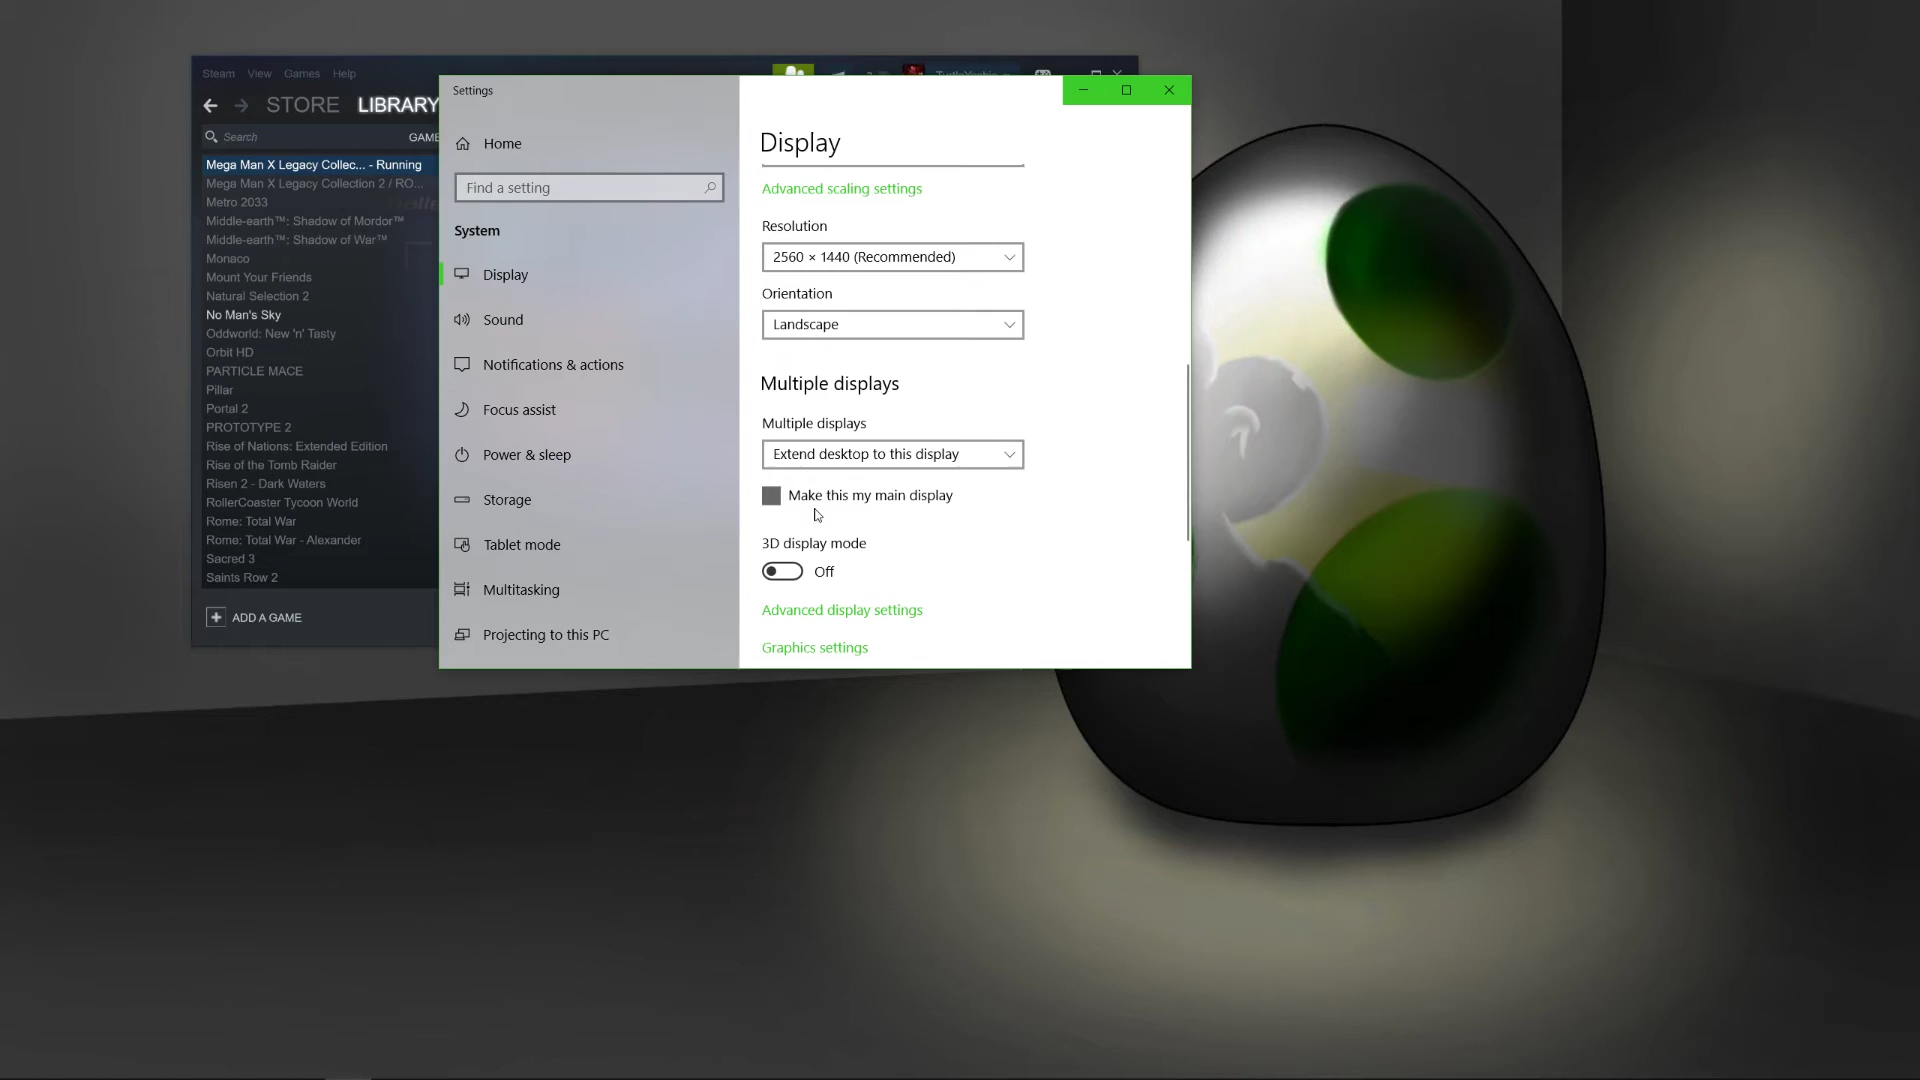 Steam View Games Help
STORE LIBRARY
Search
GAME
Mega Man X Legacy Collec... - Running
Mega Man X Legacy Collection 2 / RO...
Metro 2033
Middle-earth™: Shadow of Mordor™
Middle-earth™: Shadow of War™
Monaco
Mount Your Friends
Natural Selection 2
No Man's Sky
Oddworld: New 'n' Tasty
Orbit HD
PARTICLE MACE
Pillar
Portal 2
PROTOTYPE 2
Rise of Nations: Extended Edition
Rise of the Tomb Raider
Risen 2 - Dark Waters
RollerCoaster Tycoon World
Rome: Total War
Rome: Total War - Alexander
Sacred 3
Saints Row 2
ADD A GAME
Settings
Home
Find a setting
System
Display
Sound
Notifications & actions
Focus assist
Power & sleep
Storage
Tablet mode
Multitasking
Projecting to this PC
Display
Advanced scaling settings
Resolution
2560 × 1440 (Recommended)
Orientation
Landscape
Multiple displays
Multiple displays
Extend desktop to this display
Make this my main display
3D display mode
Off
Advanced display settings
Graphics settings